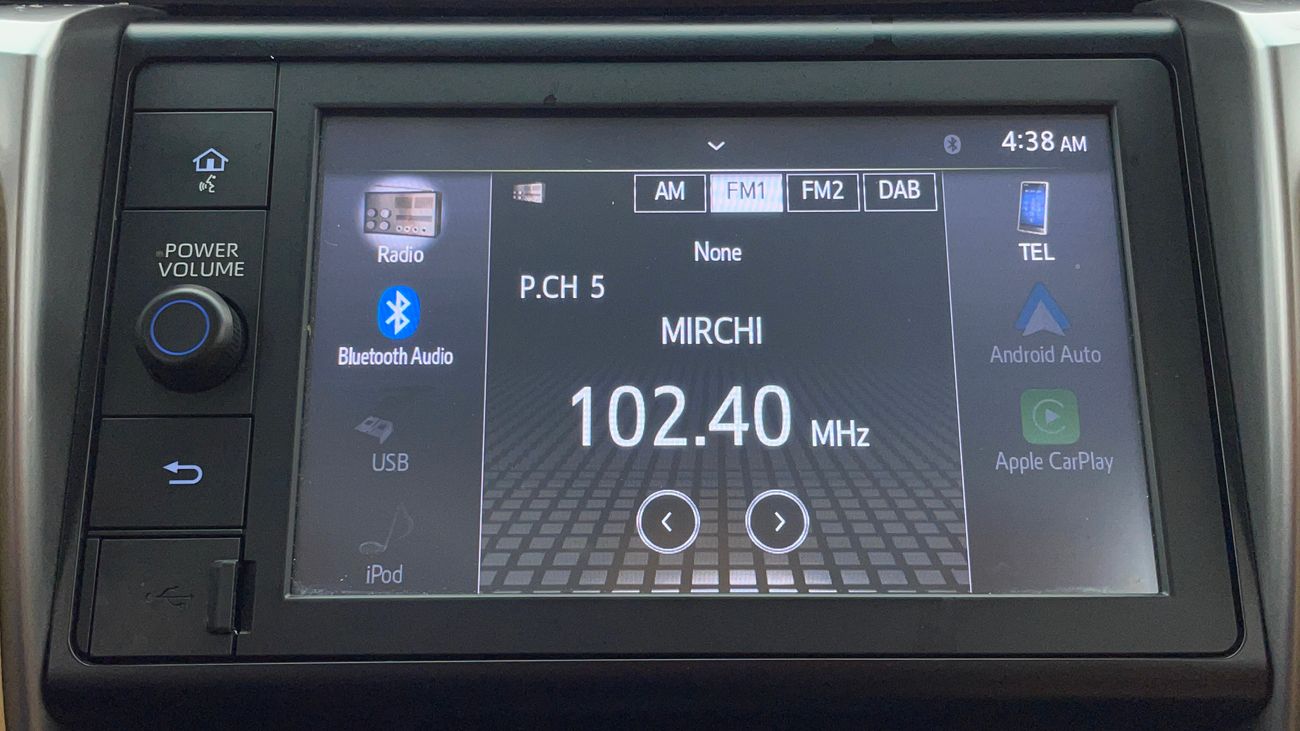 4:38 AM
POWER
VOLUME
Radio
Bluetooth Audio
USB
iPod
AM FM1 FM2 DAB
None
P.CH 5
MIRCHI
102.40 MHz
TEL
Android Auto
Apple CarPlay